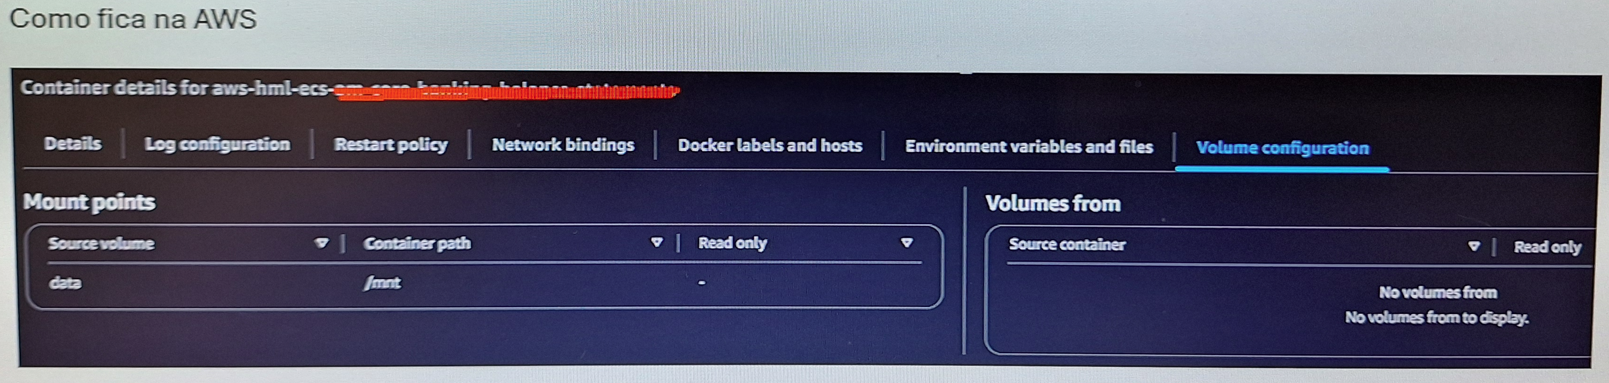 Como fica na AWS
Container details for aws-hml-ecs-
Details
Log configuration
Restart policy
Network bindings
Docker labels and hosts
Environment variables and files
Volume configuration
Mount points
Source volume
Container path
Read only
data
/mnt
-
Volumes from
Source container
Read only
No volumes from
No volumes from to display.